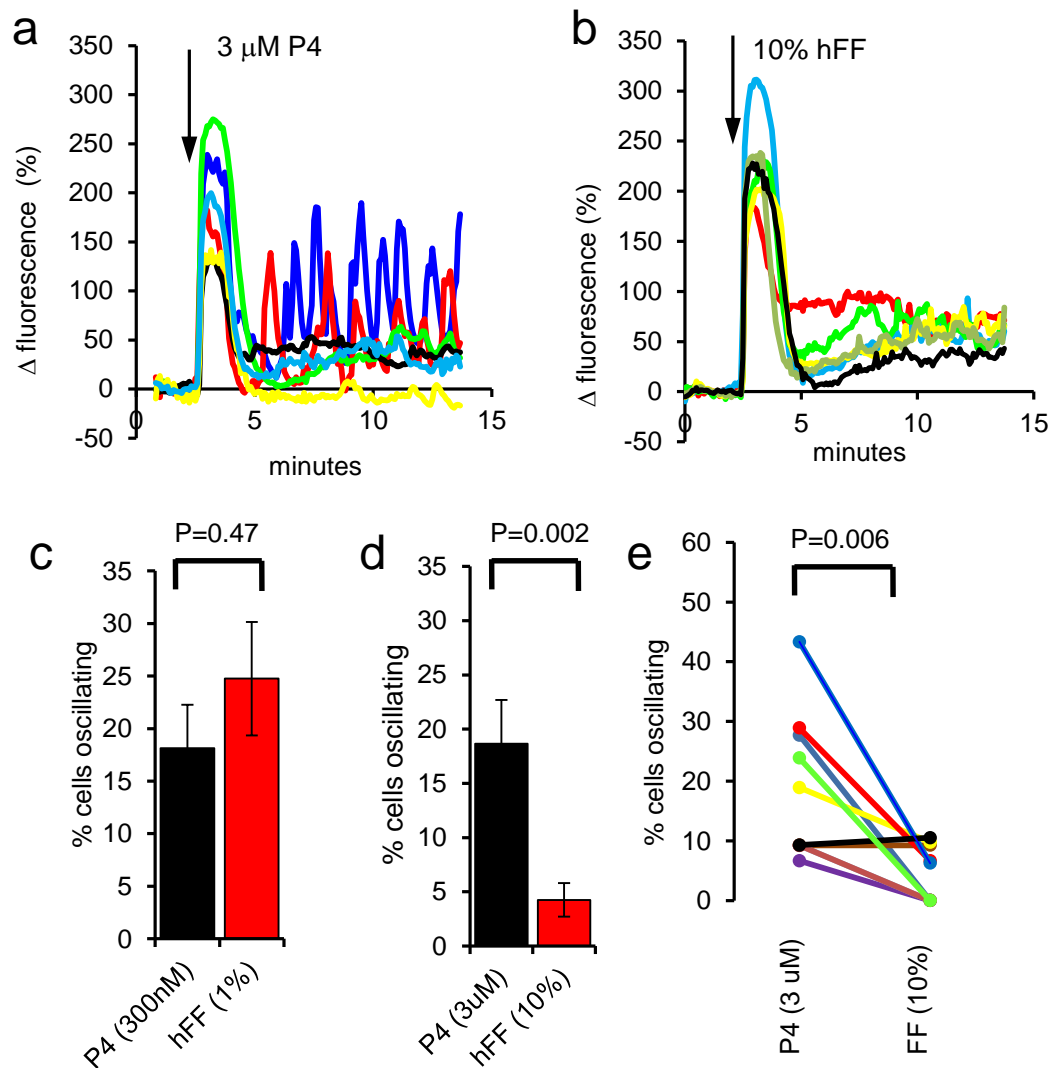 a
3 μM P4
Δ fluorescence (%)
350
300
250
200
150
100
50
0
-50
0
5
10
15
minutes
b
10% hFF
Δ fluorescence (%)
350
300
250
200
150
100
50
0
-50
0
5
10
15
minutes
c
P=0.47
% cells oscillating
35
30
25
20
15
10
5
0
P4 (300nM)
hFF (1%)
d
P=0.002
% cells oscillating
35
30
25
20
15
10
5
0
P4 (3uM)
hFF (10%)
e
P=0.006
% cells oscillating
60
50
40
30
20
10
0
P4 (3 uM)
FF (10%)